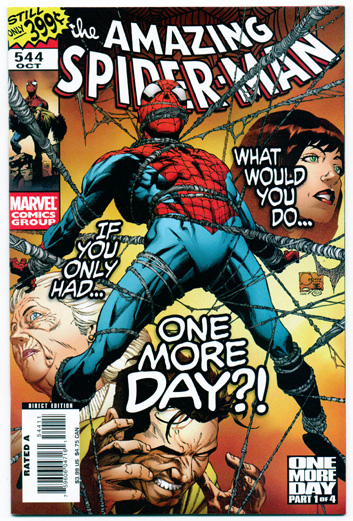 STILL
ONLY 399¢
the AMAZING
SPIDER-MAN
544
OCT
MARVEL
COMICS
GROUP
WHAT
WOULD
YOU
DO...
IF
YOU
ONLY
HAD...
ONE
MORE
DAY?!
DIRECT EDITION
RATED A
$3.99 US $4.75 CAN
ONE
MORE
DAY
PART 1 OF 4